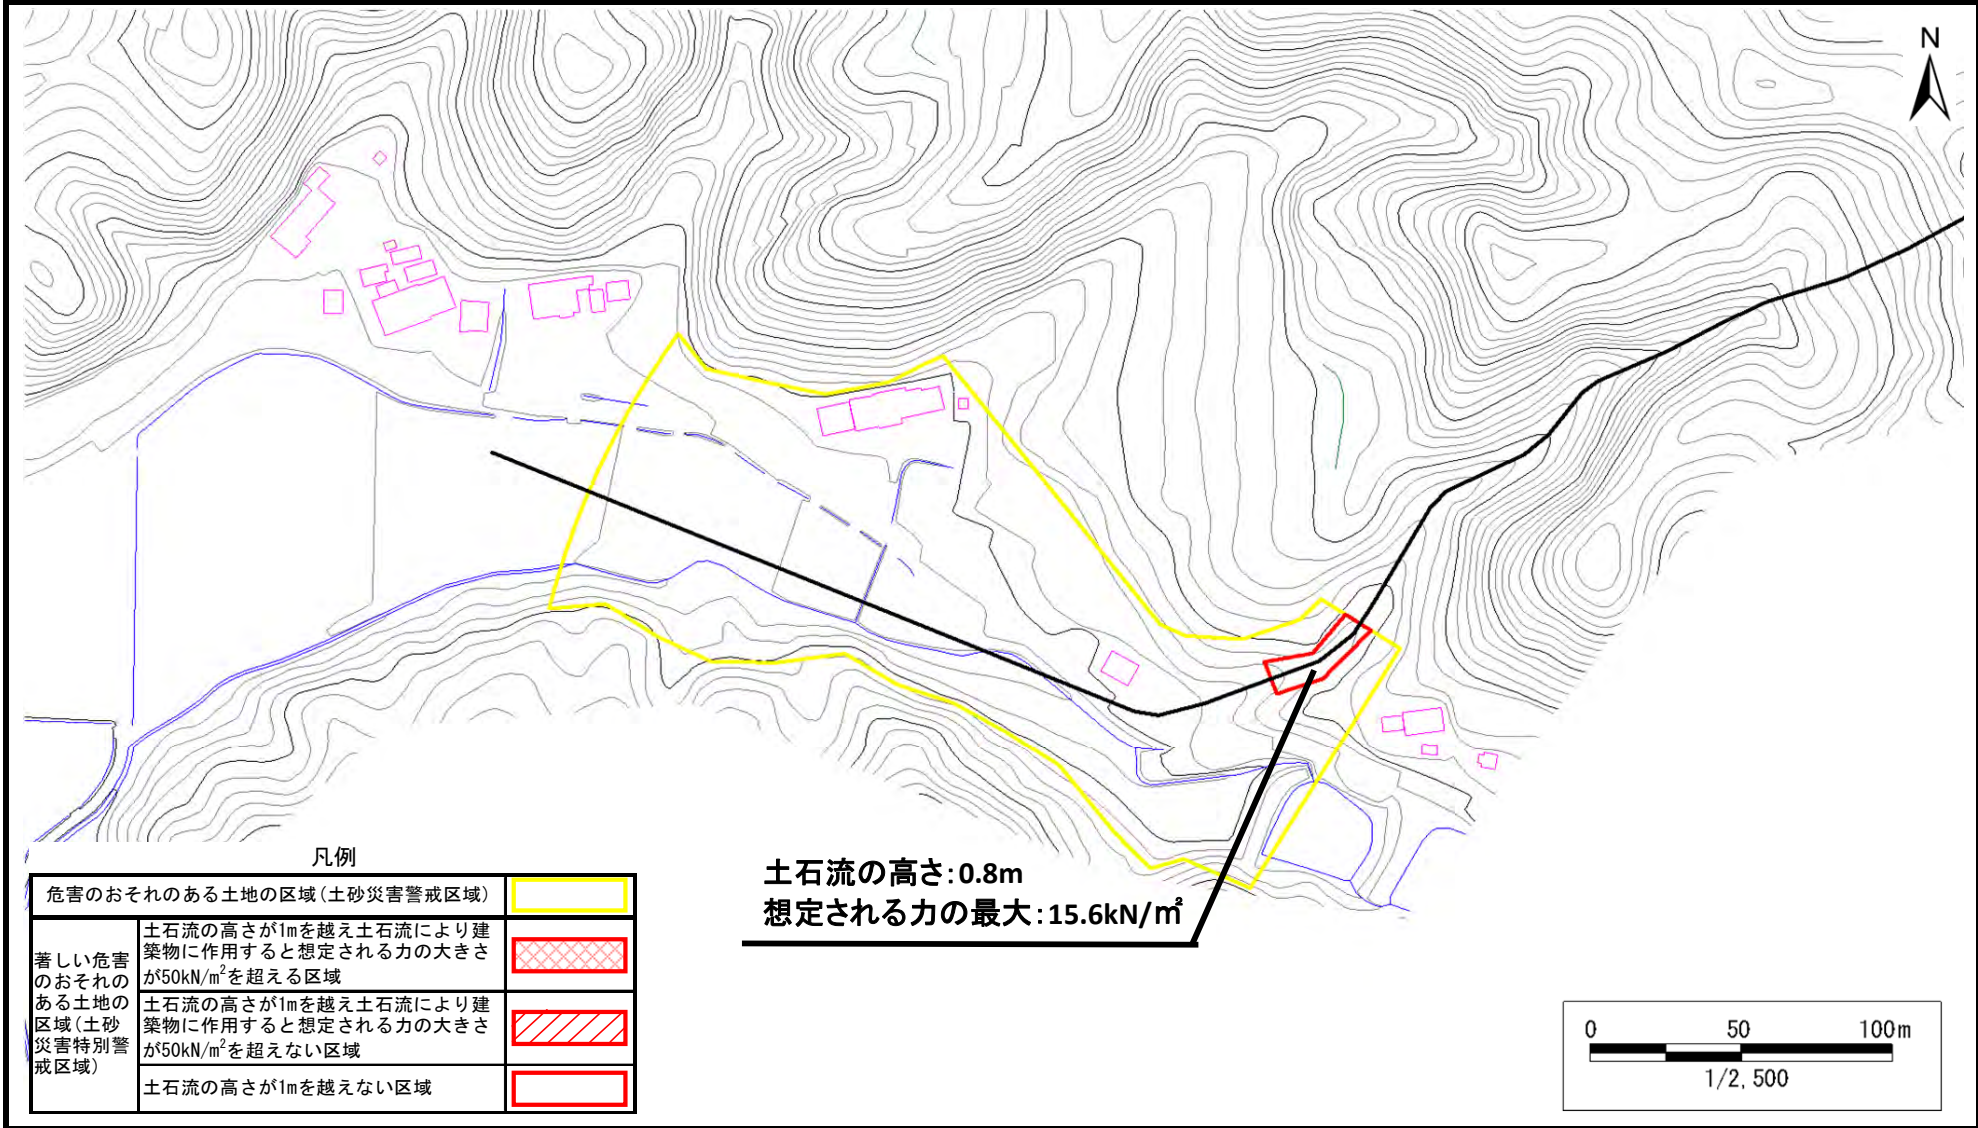 N
土石流の高さ:0.8m
想定される力の最大:15.6kN/㎡
凡例
危害のおそれのある土地の区域(土砂災害警戒区域)
著しい危害
のおそれの
ある土地の
区域(土砂
災害特別警
戒区域)
土石流の高さが1mを越え土石流により建
築物に作用すると想定される力の大きさ
が50kN/m²を超える区域
土石流の高さが1mを越え土石流により建
築物に作用すると想定される力の大きさ
が50kN/m²を超えない区域
土石流の高さが1mを越えない区域
0 50 100m
1/2,500